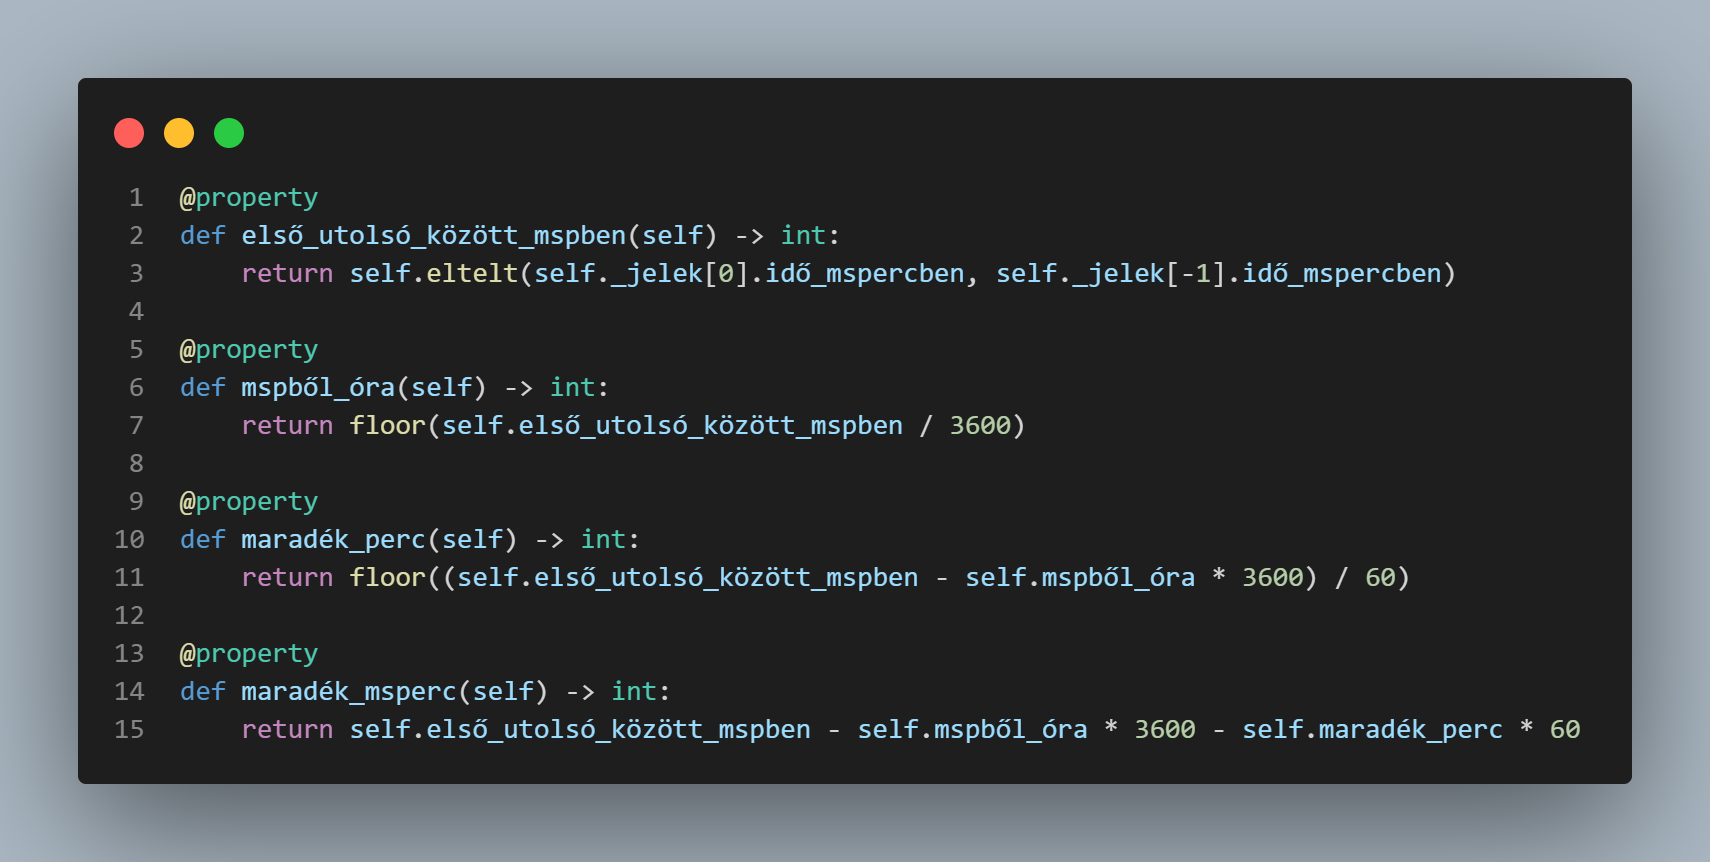 1 @property
2 def első_utolsó_között_mspben(self) -> int:
3     return self.eltelt(self._jelek[0].idő_mspercben, self._jelek[-1].idő_mspercben)
4
5 @property
6 def mspből_óra(self) -> int:
7     return floor(self.első_utolsó_között_mspben / 3600)
8
9 @property
10 def maradék_perc(self) -> int:
11     return floor((self.első_utolsó_között_mspben - self.mspből_óra * 3600) / 60)
12
13 @property
14 def maradék_msperc(self) -> int:
15     return self.első_utolsó_között_mspben - self.mspből_óra * 3600 - self.maradék_perc * 60